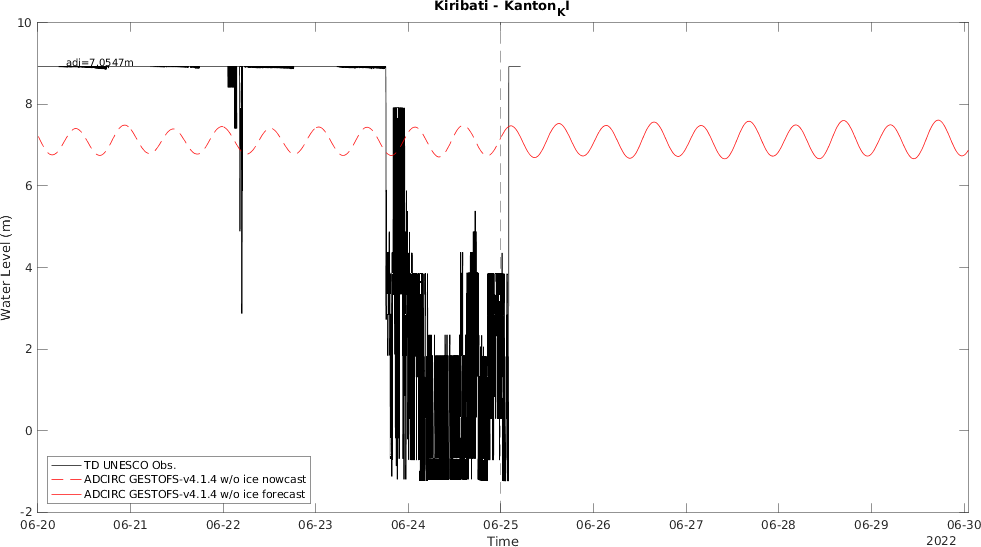 Kiribati - Kanton_KI
10
8
6
4
2
0
-2
Water Level (m)
adj=7.0547m
TD UNESCO Obs.
ADCIRC GESTOFS-v4.1.4 w/o ice nowcast
ADCIRC GESTOFS-v4.1.4 w/o ice forecast
06-20 06-21 06-22 06-23 06-24 06-25 06-26 06-27 06-28 06-29 06-30
Time
2022